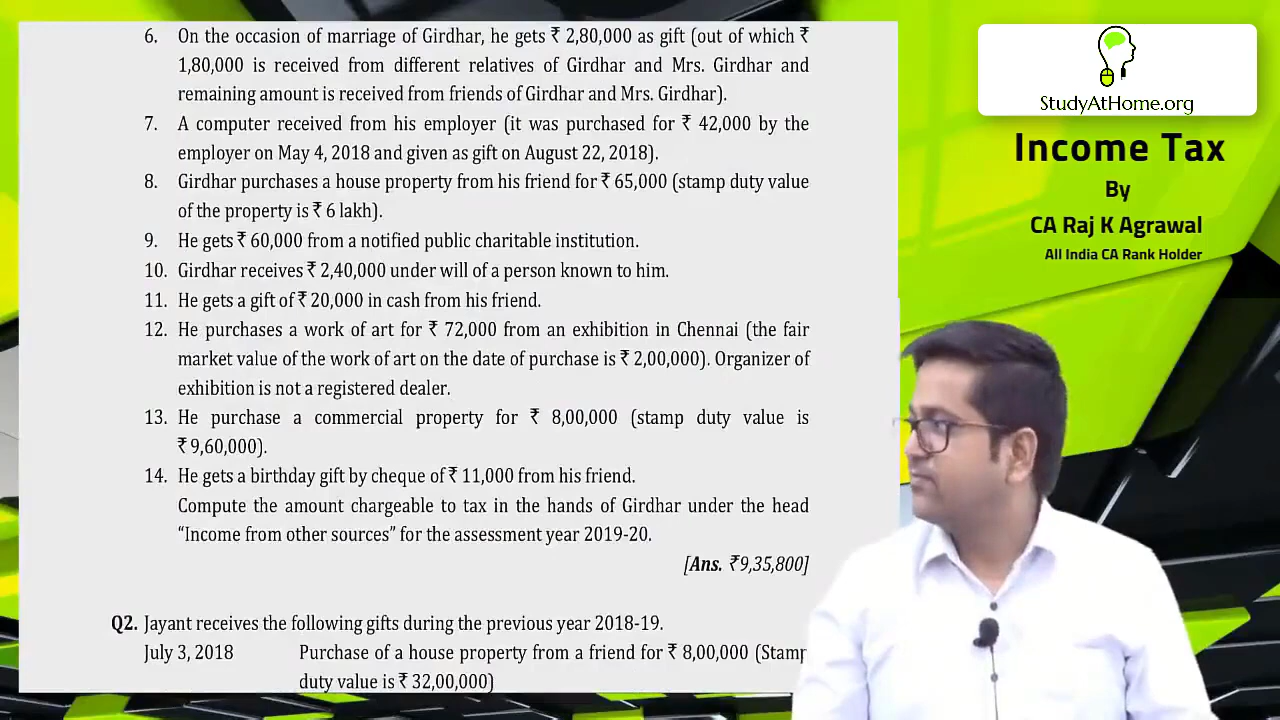 6. On the occasion of marriage of Girdhar, he gets ₹ 2,80,000 as gift (out of which ₹
1,80,000 is received from different relatives of Girdhar and Mrs. Girdhar and
remaining amount is received from friends of Girdhar and Mrs. Girdhar).
7. A computer received from his employer (it was purchased for ₹ 42,000 by the
employer on May 4, 2018 and given as gift on August 22, 2018).
8. Girdhar purchases a house property from his friend for ₹ 65,000 (stamp duty value
of the property is ₹ 6 lakh).
9. He gets ₹ 60,000 from a notified public charitable institution.
10. Girdhar receives ₹ 2,40,000 under will of a person known to him.
11. He gets a gift of ₹ 20,000 in cash from his friend.
12. He purchases a work of art for ₹ 72,000 from an exhibition in Chennai (the fair
market value of the work of art on the date of purchase is ₹ 2,00,000). Organizer of
exhibition is not a registered dealer.
13. He purchase a commercial property for ₹ 8,00,000 (stamp duty value is
₹ 9,60,000).
14. He gets a birthday gift by cheque of ₹ 11,000 from his friend.
Compute the amount chargeable to tax in the hands of Girdhar under the head
“Income from other sources” for the assessment year 2019-20.
[Ans. ₹9,35,800]
Q2. Jayant receives the following gifts during the previous year 2018-19.
July 3, 2018 Purchase of a house property from a friend for ₹ 8,00,000 (Stamp
duty value is ₹ 32,00,000)
StudyAtHome.org
Income Tax
By
CA Raj K Agrawal
All India CA Rank Holder